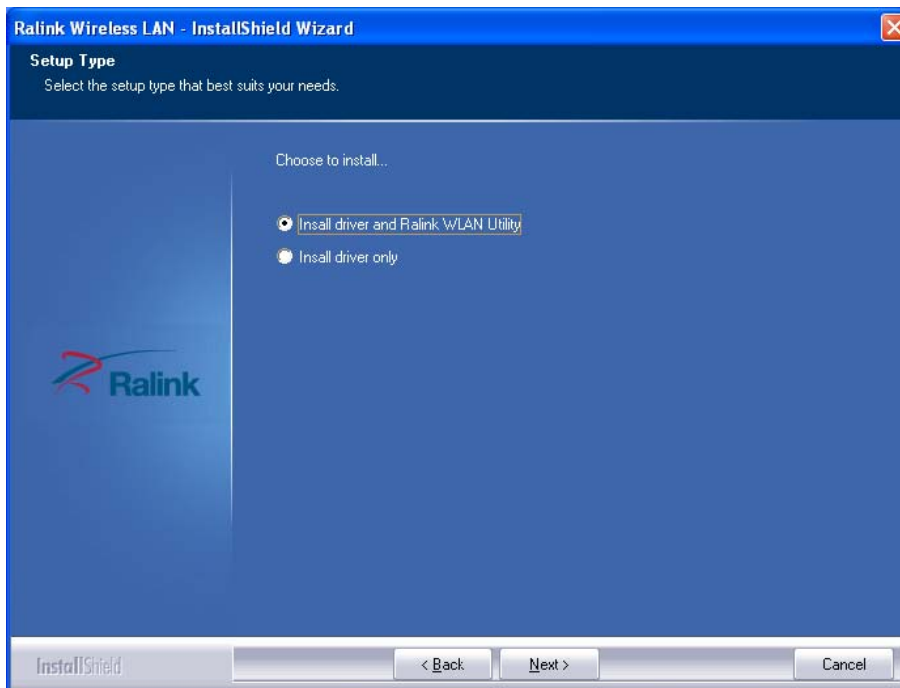 Ralink Wireless LAN - InstallShield Wizard
Setup Type
Select the setup type that best suits your needs.
Choose to install...
Insall driver and Ralink WLAN Utility
Insall driver only
Ralink
InstallShield
< Back
Next >
Cancel